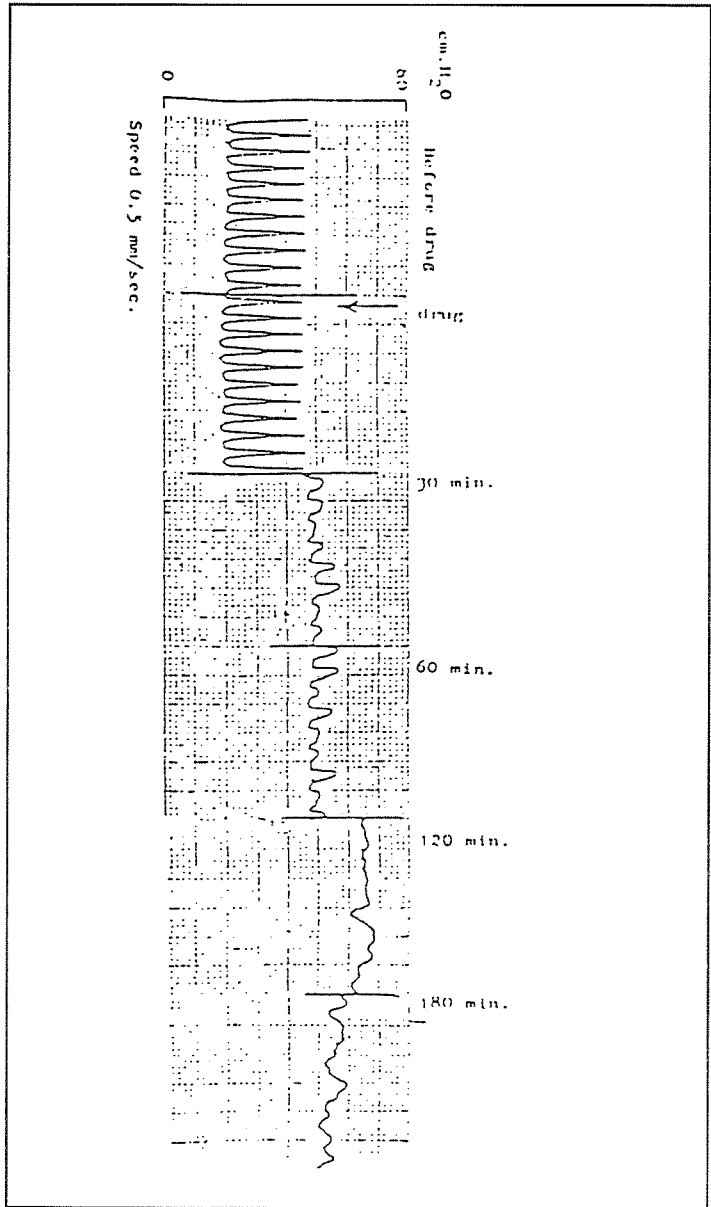 cm.H2O
60
0
Before drug
Drug
30 min.
60 min.
120 min.
180 min.
Speed 0.5 mm/sec.